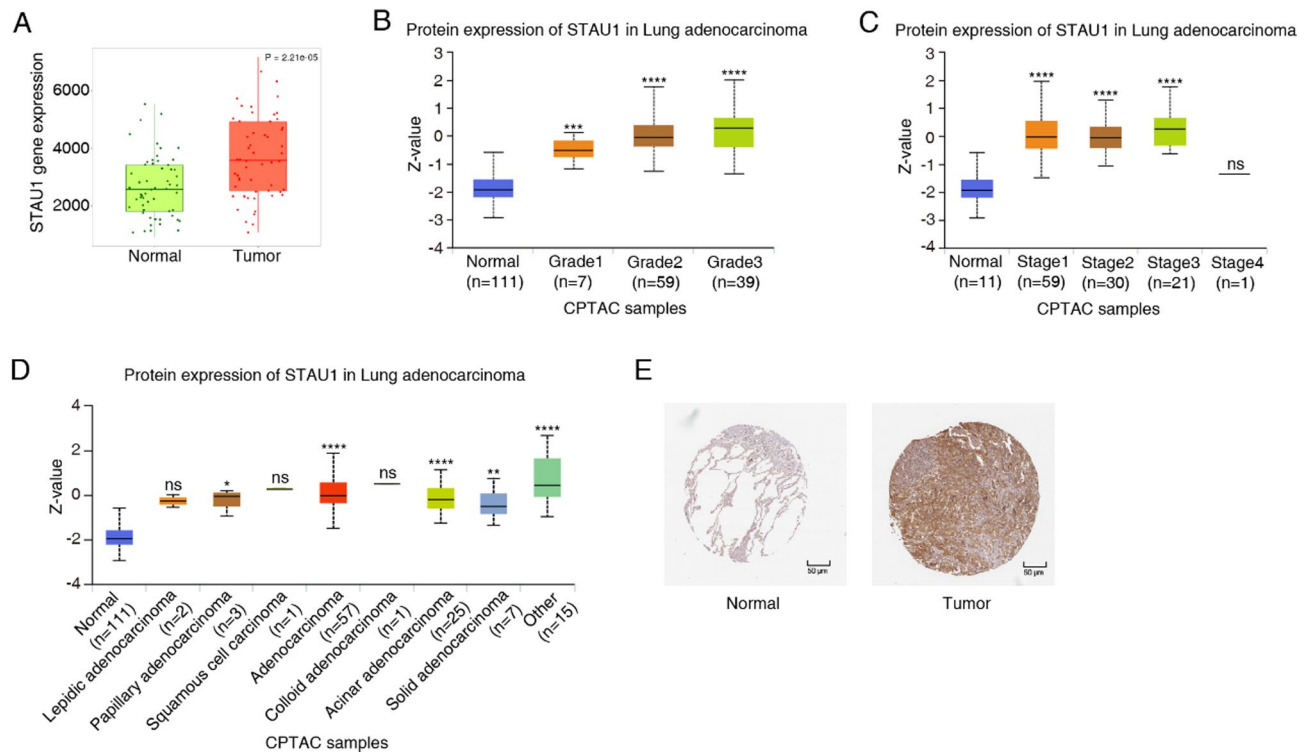 A
P = 2.21e-05
STAU1 gene expression
6000
4000
2000
Normal
Tumor
B
Protein expression of STAU1 in Lung adenocarcinoma
Z-value
3
2
1
0
-1
-2
-3
-4
***
****
****
Normal
(n=111)
Grade1
(n=7)
Grade2
(n=59)
Grade3
(n=39)
CPTAC samples
C
Protein expression of STAU1 in Lung adenocarcinoma
Z-value
3
2
1
0
-1
-2
-3
-4
****
****
****
ns
Normal
(n=11)
Stage1
(n=59)
Stage2
(n=30)
Stage3
(n=21)
Stage4
(n=1)
CPTAC samples
D
Protein expression of STAU1 in Lung adenocarcinoma
Z-value
4
2
0
-2
-4
ns
*
ns
****
ns
****
**
****
Normal
(n=111)
Lepidic adenocarcinoma
(n=2)
Papillary adenocarcinoma
(n=3)
Squamous cell carcinoma
(n=1)
Adenocarcinoma
(n=57)
Colloid adenocarcinoma
(n=1)
Acinar adenocarcinoma
(n=25)
Solid adenocarcinoma
(n=7)
Other
(n=15)
CPTAC samples
E
50 μm
50 μm
Normal
Tumor